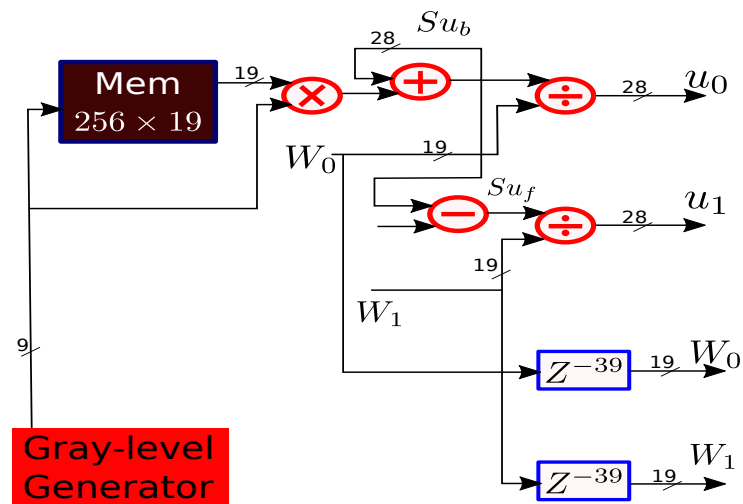 Su_b
28
Mem
256 × 19
19
28
u_0
W_0
19
Su_f
28
u_1
19
W_1
9
Z^{-39}
19
W_0
Gray-level
Generator
Z^{-39}
19
W_1